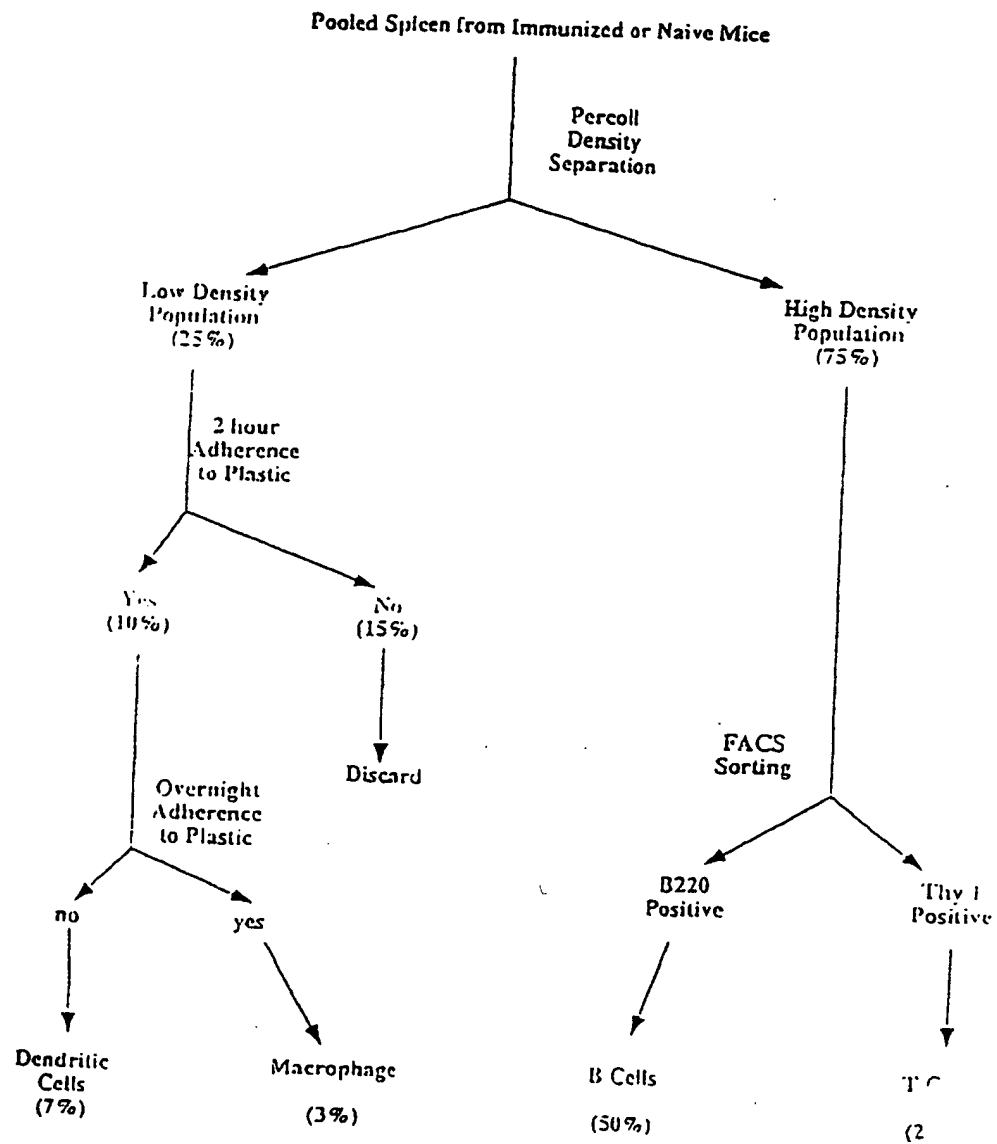 Pooled Spleen from Immunized or Naive Mice
Percoll
Density
Separation
Low Density
Population
(25%)
High Density
Population
(75%)
2 hour
Adherence
to Plastic
Yes
(10%)
No
(15%)
Discard
FACS
Sorting
Overnight
Adherence
to Plastic
no
yes
B220
Positive
Thy 1
Positive
Dendritic
Cells
(7%)
Macrophage
(3%)
B Cells
(50%)
T C
(2